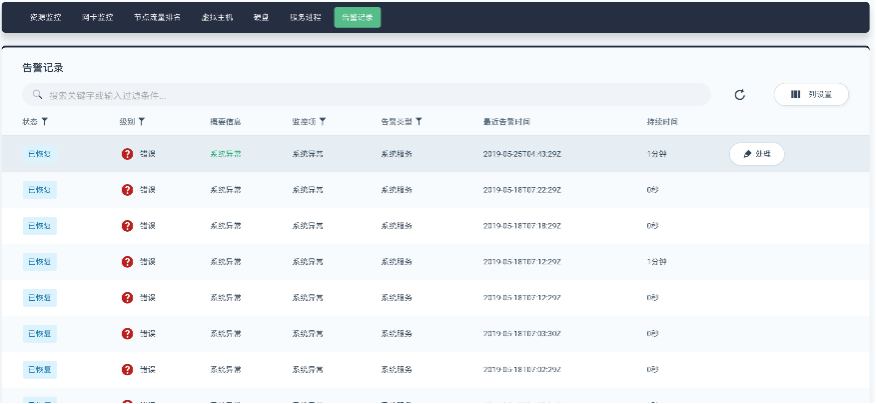 资源监控 网卡监控 节点流量排名 虚拟主机 硬盘 服务进程 告警记录
告警记录
搜索关键字或输入过滤条件... 列设置
状态 级别 概要信息 监控项 告警类型 最近告警时间 持续时间
已恢复 错误 系统异常 系统异常 系统服务 2019-05-25T04:43:29Z 1分钟 处理
已恢复 错误 系统异常 系统异常 系统服务 2019-05-18T07:22:29Z 0秒
已恢复 错误 系统异常 系统异常 系统服务 2019-05-18T07:18:29Z 0秒
已恢复 错误 系统异常 系统异常 系统服务 2019-05-18T07:12:29Z 1分钟
已恢复 错误 系统异常 系统异常 系统服务 2019-05-18T07:12:29Z 0秒
已恢复 错误 系统异常 系统异常 系统服务 2019-05-18T07:03:30Z 0秒
已恢复 错误 系统异常 系统异常 系统服务 2019-05-18T07:02:29Z 0秒